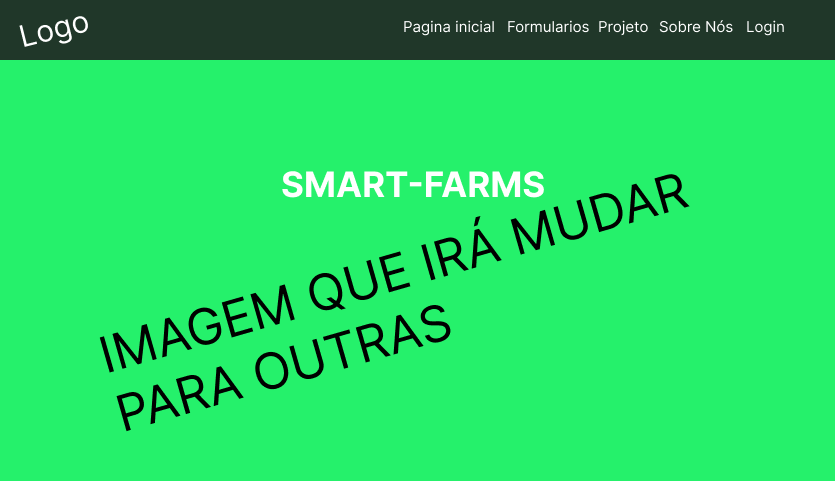 Logo
Pagina inicial Formularios Projeto Sobre Nós Login
SMART-FARMS
IMAGEM QUE IRÁ MUDAR
PARA OUTRAS